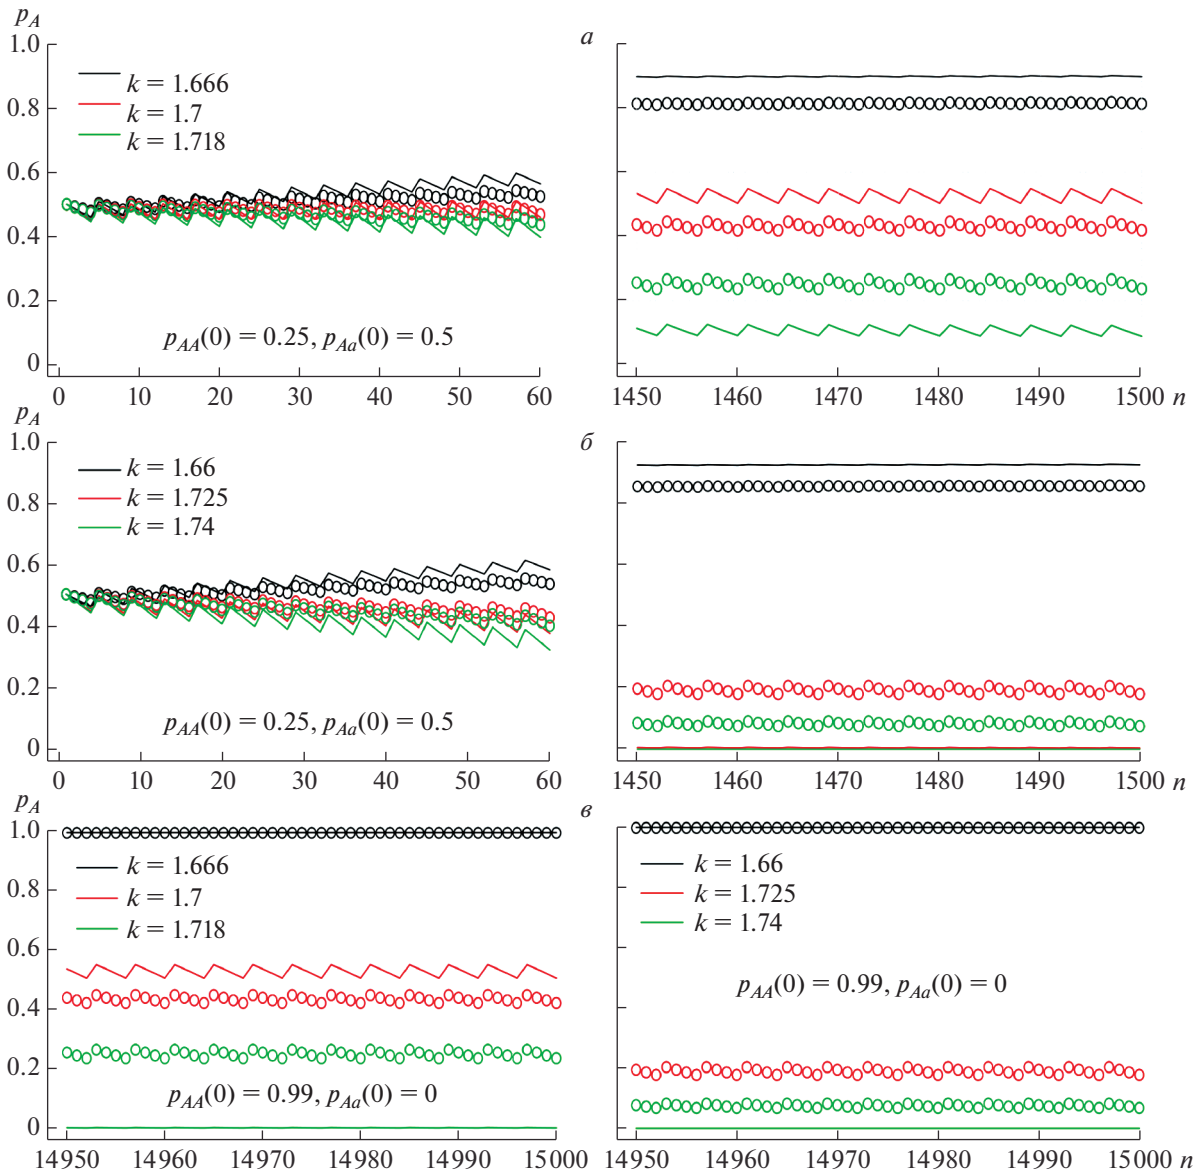 p_A
а
1.0
k = 1.666
k = 1.7
k = 1.718
0.8
0.6
0.4
0.2
0
p_AA(0) = 0.25, p_Aa(0) = 0.5
0 10 20 30 40 50 60
1450 1460 1470 1480 1490 1500 n
p_A
б
1.0
k = 1.66
k = 1.725
k = 1.74
0.8
0.6
0.4
0.2
0
p_AA(0) = 0.25, p_Aa(0) = 0.5
0 10 20 30 40 50 60
1450 1460 1470 1480 1490 1500 n
p_A
в
1.0
k = 1.666
k = 1.7
k = 1.718
0.8
0.6
0.4
0.2
0
p_AA(0) = 0.99, p_Aa(0) = 0
14950 14960 14970 14980 14990 15000
k = 1.66
k = 1.725
k = 1.74
p_AA(0) = 0.99, p_Aa(0) = 0
14950 14960 14970 14980 14990 15000 n